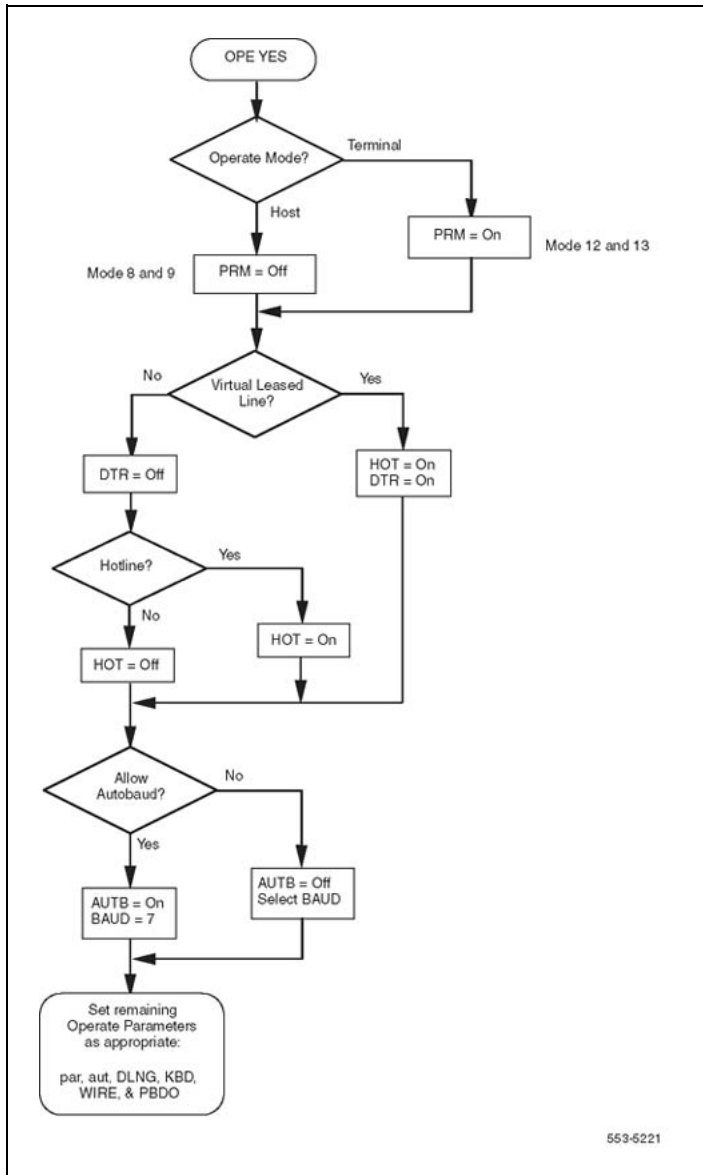 OPE YES
Operate Mode?
Terminal
Host
PRM = On
Mode 12 and 13
Mode 8 and 9
PRM = Off
No
Virtual Leased
Line?
Yes
DTR = Off
HOT = On
DTR = On
Hotline?
Yes
No
HOT = On
HOT = Off
Allow
Autobaud?
No
Yes
AUTB = On
BAUD = 7
AUTB = Off
Select BAUD
Set remaining
Operate Parameters
as appropriate:
par, aut, DLNG, KBD,
WIRE, & PBDO
553-5221